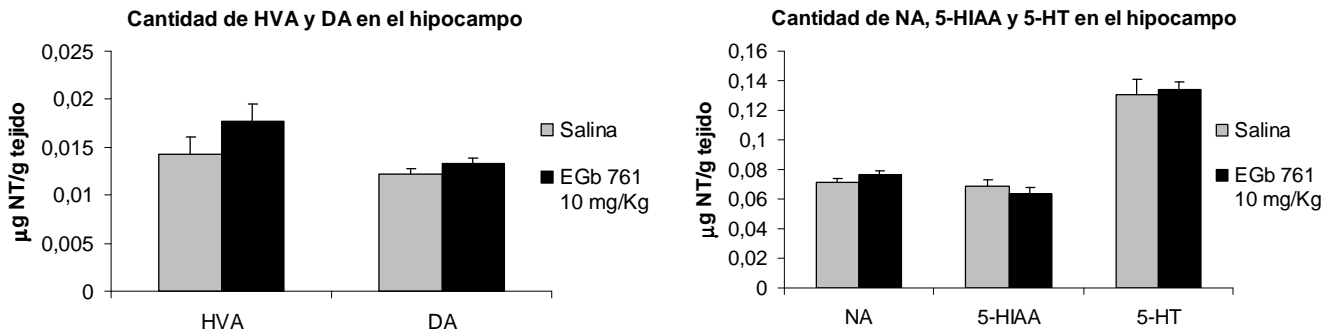 Cantidad de HVA y DA en el hipocampo
0,025
0,02
0,015
0,01
0,005
0
µg NT/g tejido
HVA
DA
Salina
EGb 761
10 mg/Kg
Cantidad de NA, 5-HIAA y 5-HT en el hipocampo
0,16
0,14
0,12
0,1
0,08
0,06
0,04
0,02
0
µg NT/g tejido
NA
5-HIAA
5-HT
Salina
EGb 761
10 mg/Kg